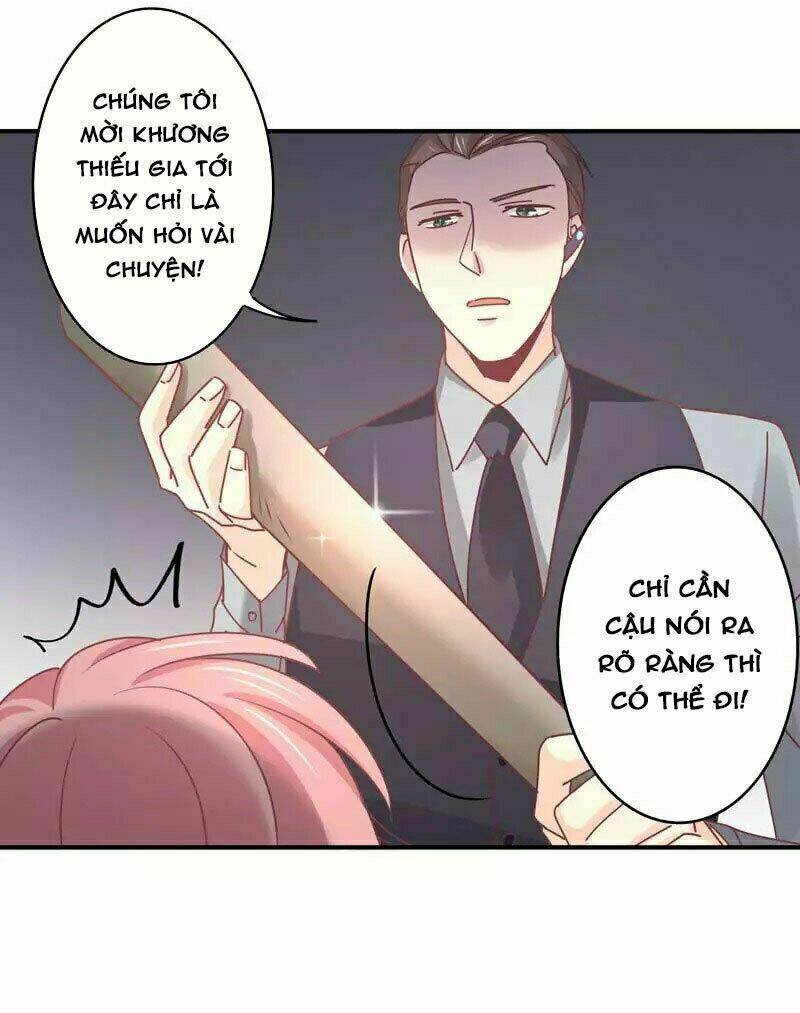 CHÚNG TÔI
MỜI KHƯƠNG
THIẾU GIA TỚI
ĐÂY CHỈ LÀ
MUỐN HỎI VÀI
CHUYỆN!
CHỈ CẦN
CẬU NÓI RA
RÕ RÀNG THÌ
CÓ THỂ ĐI!